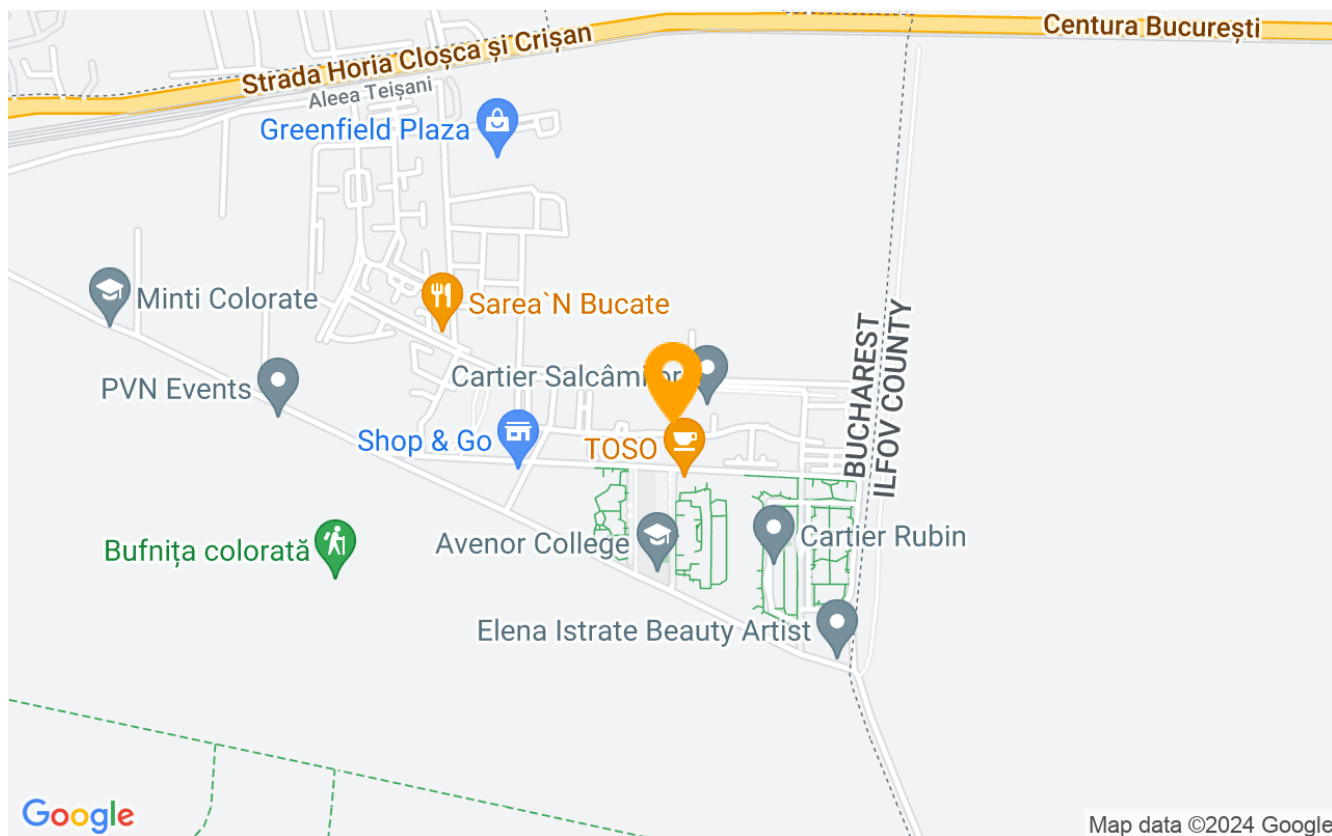 Centura București
Strada Horia Cloșca și Crișan
Aleea Teișani
Greenfield Plaza
Minti Colorate
Sarea`N Bucate
BUCHAREST
ILFOV COUNTY
PVN Events
Cartier Salcâmilor
Shop & Go
TOSO
Bufnița colorată
Avenor College
Cartier Rubin
Elena Istrate Beauty Artist
Google
Map data ©2024 Google